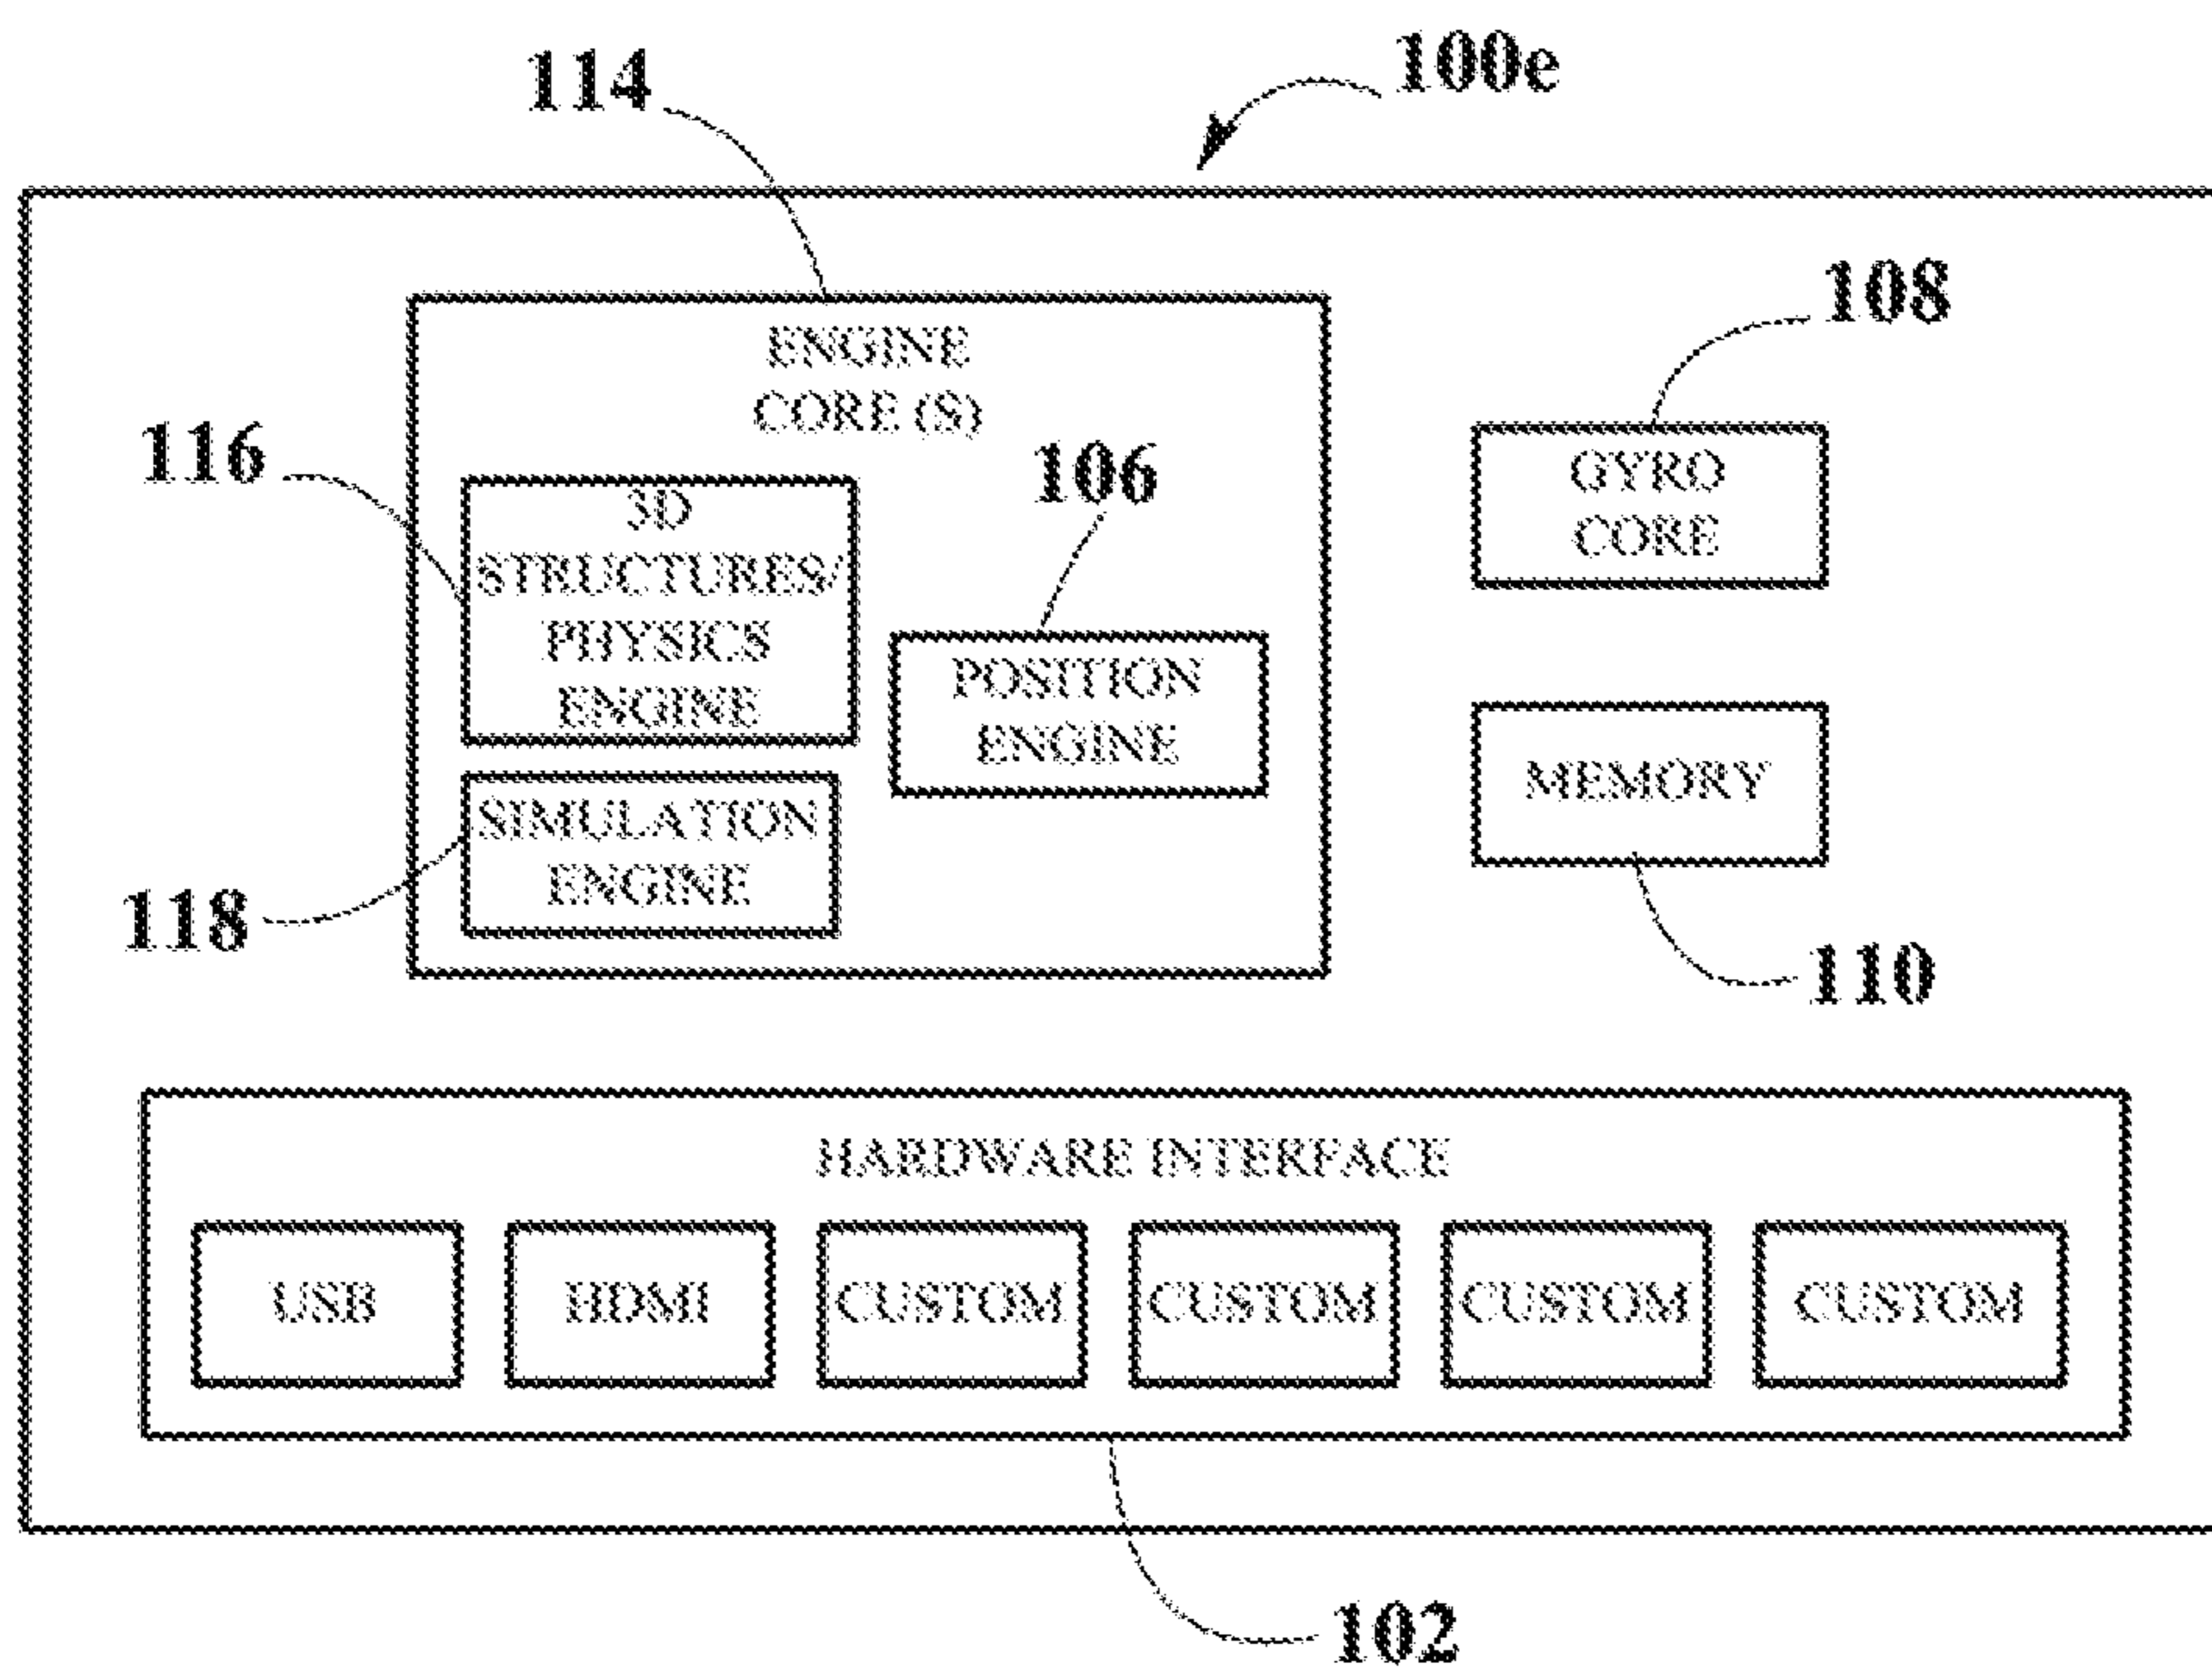 100e
114
ENGINE
CORE (S)
108
GYRO
CORE
116
3D
STRUCTURES/
PHYSICS
ENGINE
106
POSITION
ENGINE
MEMORY
SIMULATION
ENGINE
118
110
HARDWARE INTERFACE
USB
HDMI
CUSTOM
CUSTOM
CUSTOM
CUSTOM
102